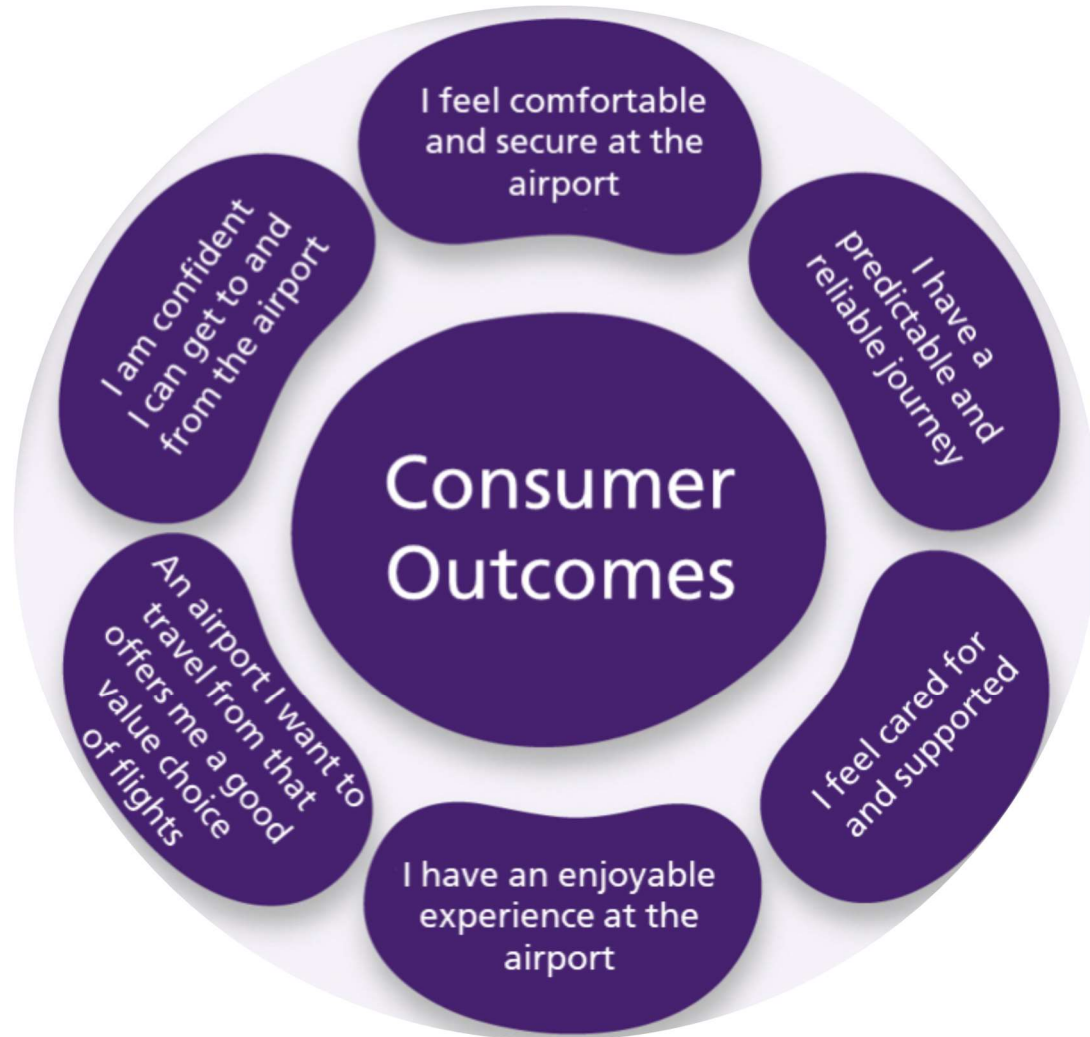 I feel comfortable
and secure at the
airport
I have a
predictable and
reliable journey
I feel cared for
and supported
I have an enjoyable
experience at the
airport
An airport I want to
travel from that
offers me a good
value choice
of flights
I am confident
I can get to and
from the airport
Consumer
Outcomes